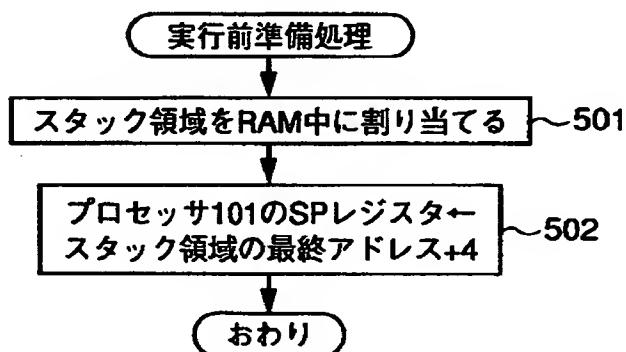 実行前準備処理
スタック領域をRAM中に割り当てる ～501
プロセッサ101のSPレジスタ←
スタック領域の最終アドレス+4 ～502
おわり